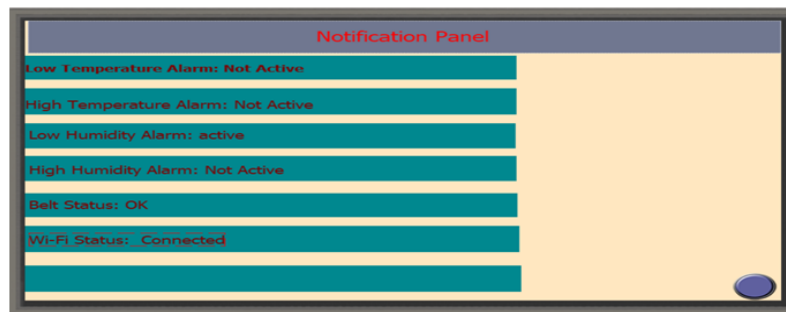 Notification Panel
Low Temperature Alarm: Not Active
High Temperature Alarm: Not Active
Low Humidity Alarm: active
High Humidity Alarm: Not Active
Belt Status: OK
Wi-Fi Status: Connected